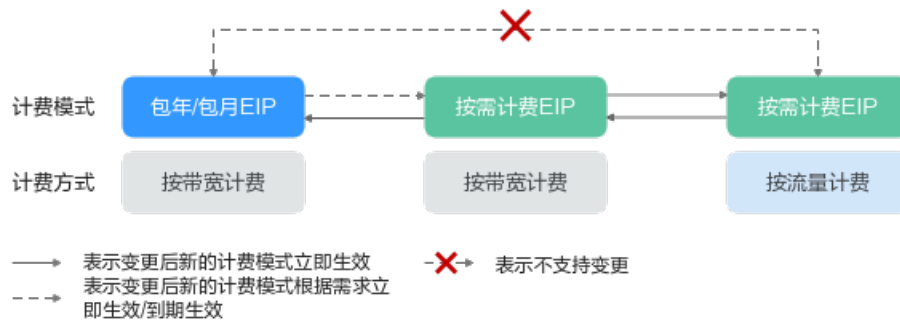 计费模式
包年/包月EIP
按需计费EIP
按需计费EIP
计费方式
按带宽计费
按带宽计费
按流量计费
表示变更后新的计费模式立即生效
表示不支持变更
表示变更后新的计费模式根据需求立
即生效/到期生效